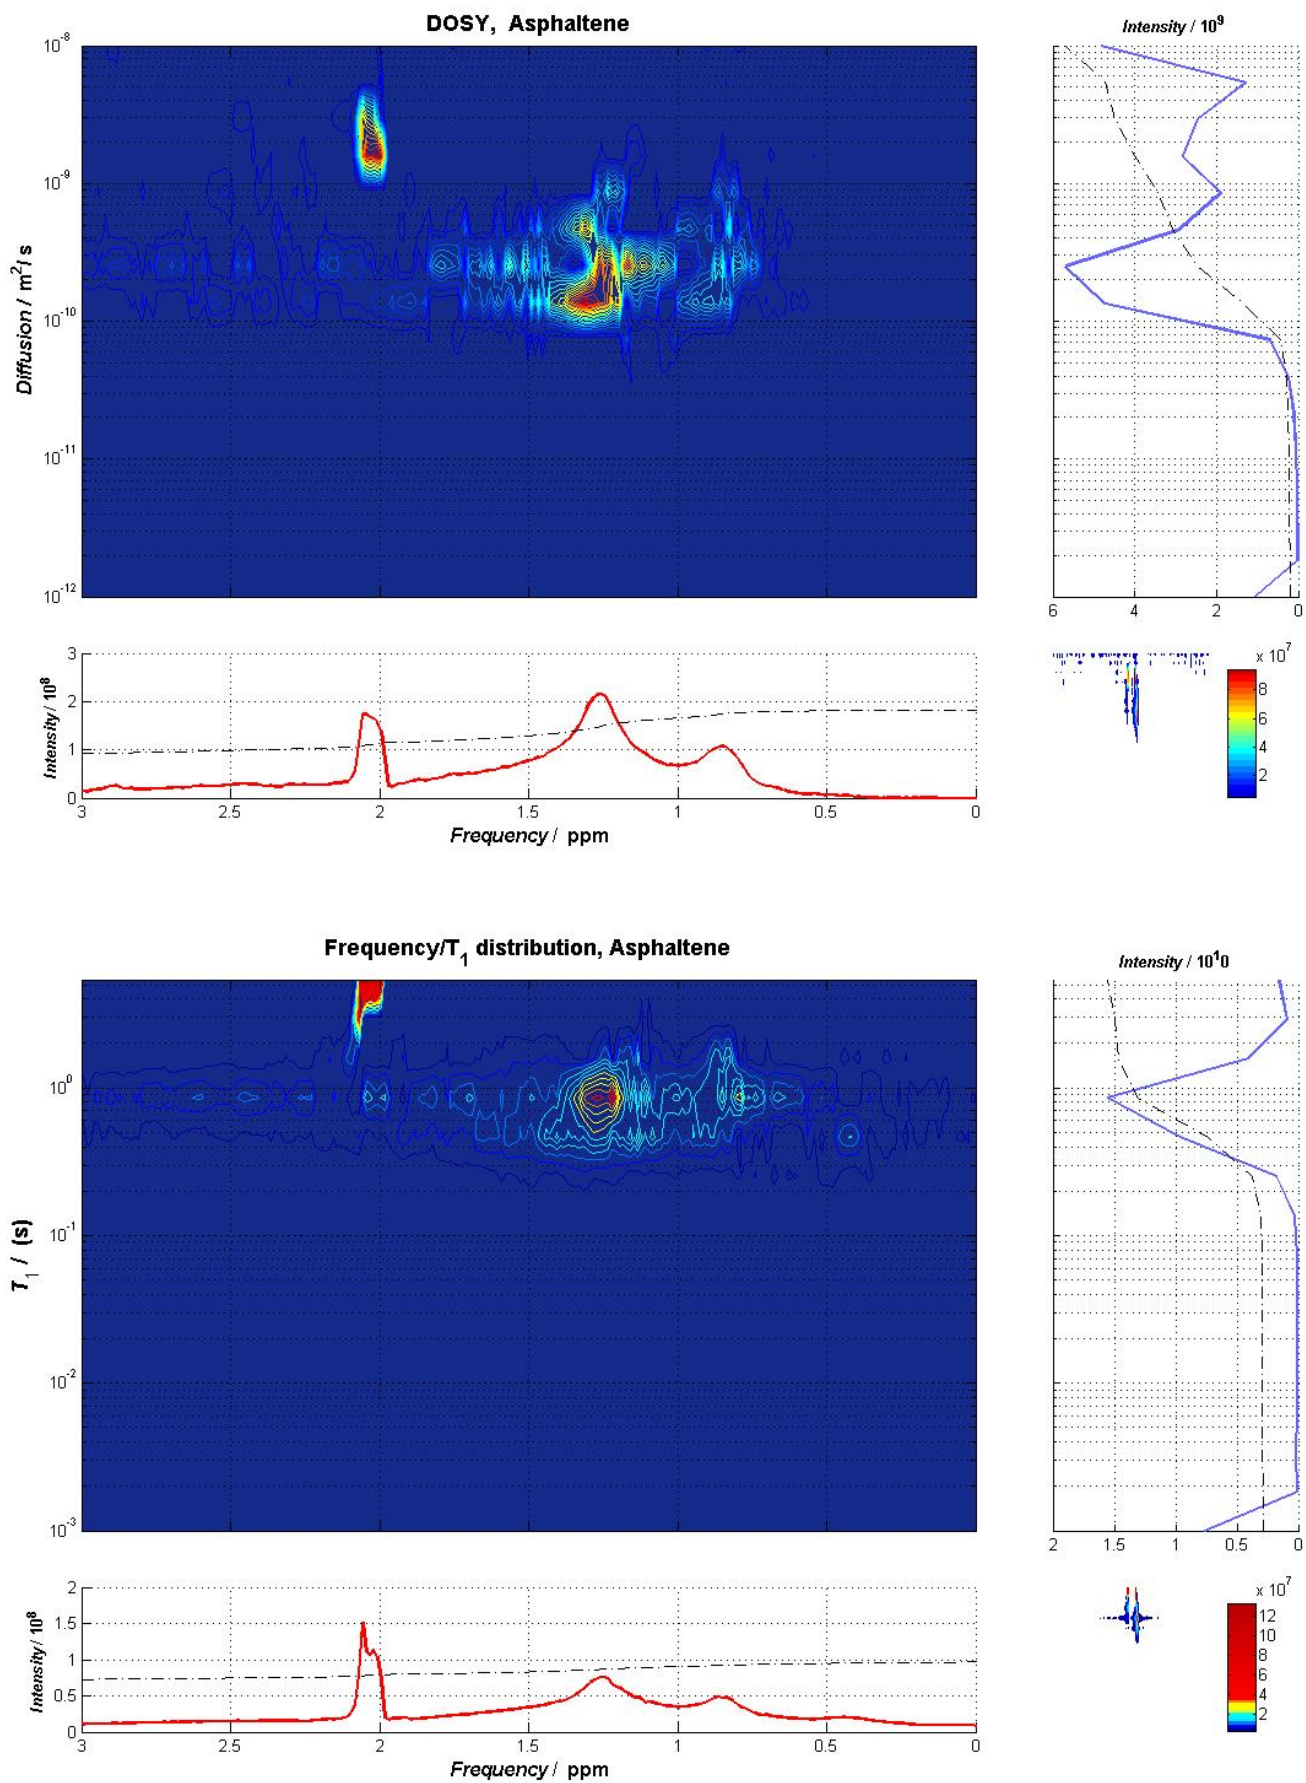 DOSY, Asphaltene
Intensity / 10^9
10^-8
10^-9
10^-10
10^-11
10^-12
Diffusion / m^2/ s
6 4 2 0
3
2
1
0
Intensity / 10^8
3 2.5 2 1.5 1 0.5 0
Frequency / ppm
x 10^7
8
6
4
2
Frequency/T_1 distribution, Asphaltene
Intensity / 10^10
10^0
10^-1
10^-2
10^-3
T_1 / (s)
2 1.5 1 0.5 0
2
1.5
1
0.5
0
Intensity / 10^8
3 2.5 2 1.5 1 0.5 0
Frequency / ppm
x 10^7
12
10
8
6
4
2